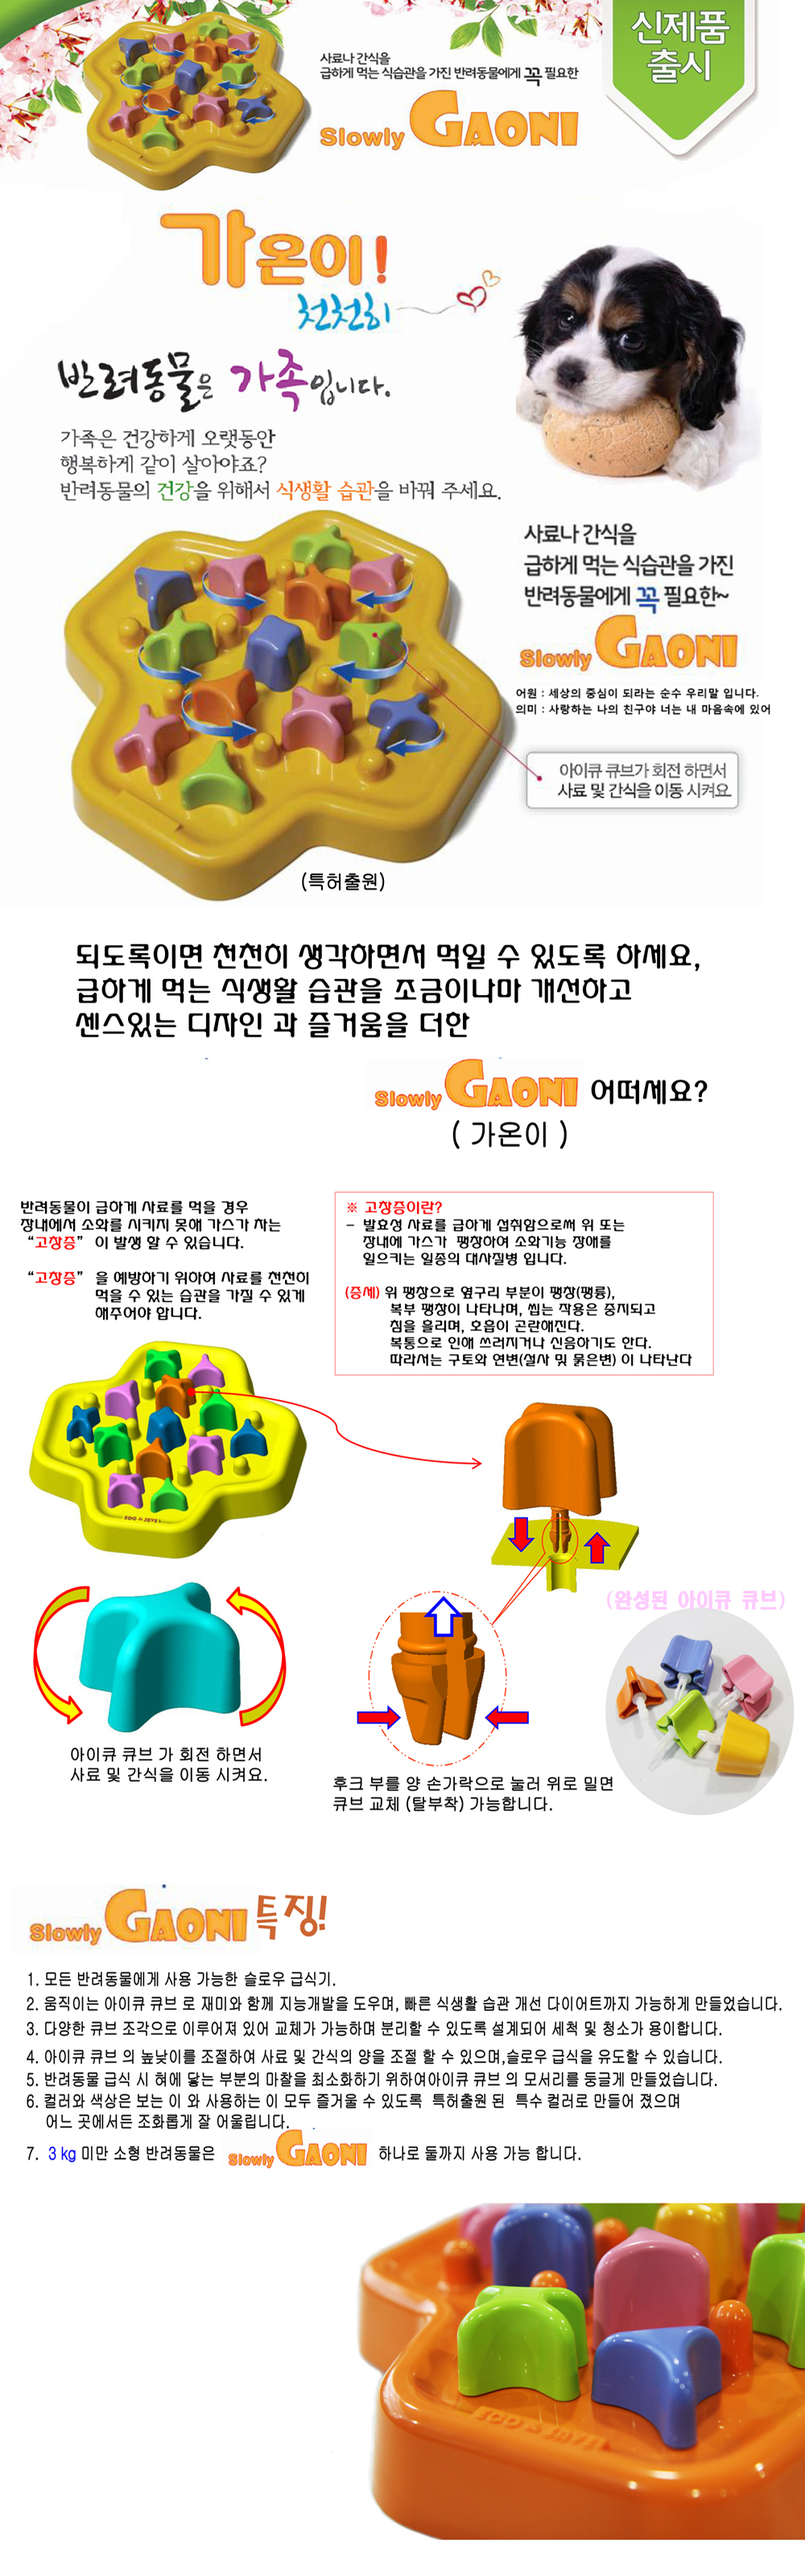 신제품
출시
사료나 간식을
급하게 먹는 식습관을 가진 반려동물에게 꼭 필요한
Slowly GAONI
가온이!
천천히
반려동물은 가족입니다.
가족은 건강하게 오랫동안
행복하게 같이 살아야죠?
반려동물의 건강을 위해서 식생활 습관을 바꿔 주세요.
사료나 간식을
급하게 먹는 식습관을 가진
반려동물에게 꼭 필요한~
Slowly GAONI
어원 : 세상의 중심이 되라는 순수 우리말 입니다.
의미 : 사랑하는 나의 친구야 너는 내 마음속에 있어
아이큐 큐브가 회전 하면서
사료 및 간식을 이동 시켜요
(특허출원)
되도록이면 천천히 생각하면서 먹일 수 있도록 하세요,
급하게 먹는 식생활 습관을 조금이나마 개선하고
센스있는 디자인 과 즐거움을 더한
Slowly GAONI 어떠세요?
( 가온이 )
반려동물이 급하게 사료를 먹을 경우
장내에서 소화를 시키지 못해 가스가 차는
“고창증” 이 발생 할 수 있습니다.
“고창증” 을 예방하기 위하여 사료를 천천히
먹을 수 있는 습관을 가질 수 있게
해주어야 합니다.
※ 고창증이란?
- 발효성 사료를 급하게 섭취함으로써 위 또는
장내에 가스가 팽창하여 소화기능 장애를
일으키는 일종의 대사질병 입니다.
(증세) 위 팽창으로 옆구리 부분이 팽창(팽륭),
복부 팽창이 나타나며, 씹는 작용은 중지되고
침을 흘리며, 호흡이 곤란해진다.
복통으로 인해 쓰러지거나 신음하기도 한다.
따라서는 구토와 연변(설사 및 묽은변) 이 나타난다
(완성된 아이큐 큐브)
아이큐 큐브 가 회전 하면서
사료 및 간식을 이동 시켜요.
후크 부를 양 손가락으로 눌러 위로 밀면
큐브 교체 (탈부착) 가능합니다.
Slowly GAONI 특징!
1. 모든 반려동물에게 사용 가능한 슬로우 급식기.
2. 움직이는 아이큐 큐브 로 재미와 함께 지능개발을 도우며, 빠른 식생활 습관 개선 다이어트까지 가능하게 만들었습니다.
3. 다양한 큐브 조각으로 이루어져 있어 교체가 가능하며 분리할 수 있도록 설계되어 세척 및 청소가 용이합니다.
4. 아이큐 큐브 의 높낮이를 조절하여 사료 및 간식의 양을 조절 할 수 있으며,슬로우 급식을 유도할 수 있습니다.
5. 반려동물 급식 시 혀에 닿는 부분의 마찰을 최소화하기 위하여아이큐 큐브 의 모서리를 둥글게 만들었습니다.
6. 컬러와 색상은 보는 이 와 사용하는 이 모두 즐거울 수 있도록 특허출원 된 특수 컬러로 만들어 졌으며
어느 곳에서든 조화롭게 잘 어울립니다.
7. 3 kg 미만 소형 반려동물은 Slowly GAONI 하나로 둘까지 사용 가능 합니다.